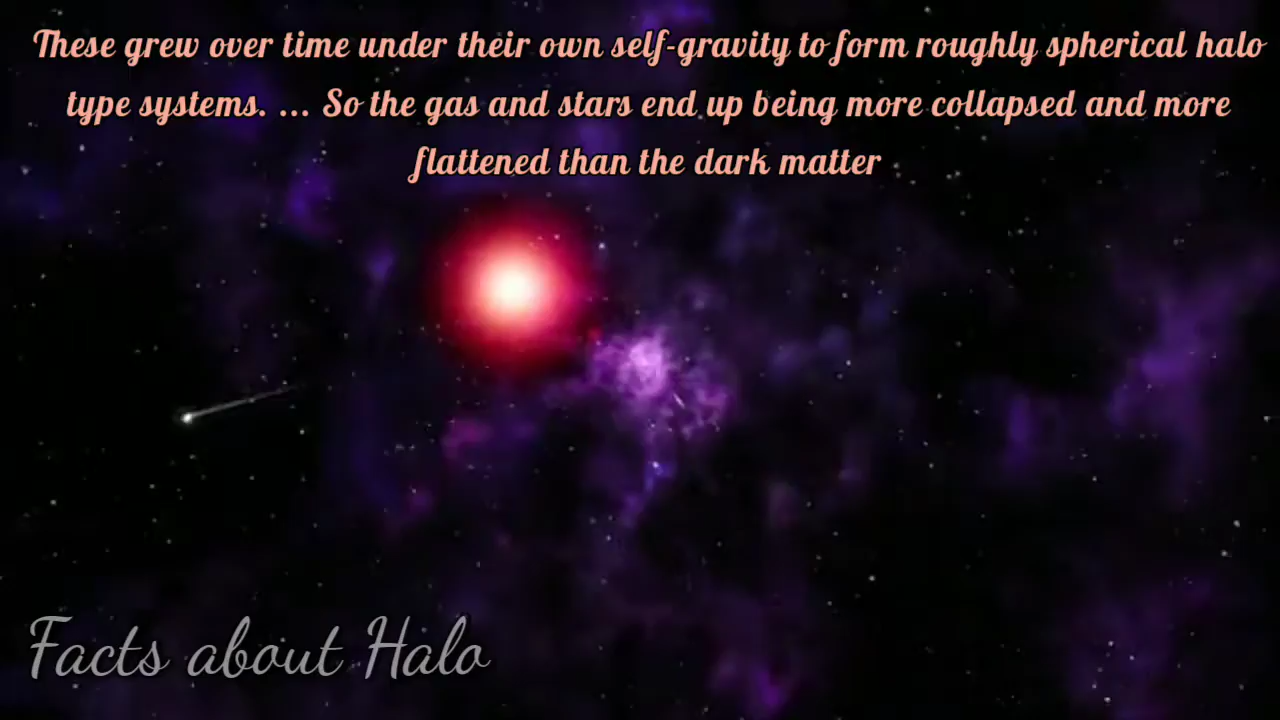 These grew over time under their own self-gravity to form roughly spherical halo
type systems. ... So the gas and stars end up being more collapsed and more
flattened than the dark matter
Facts about Halo